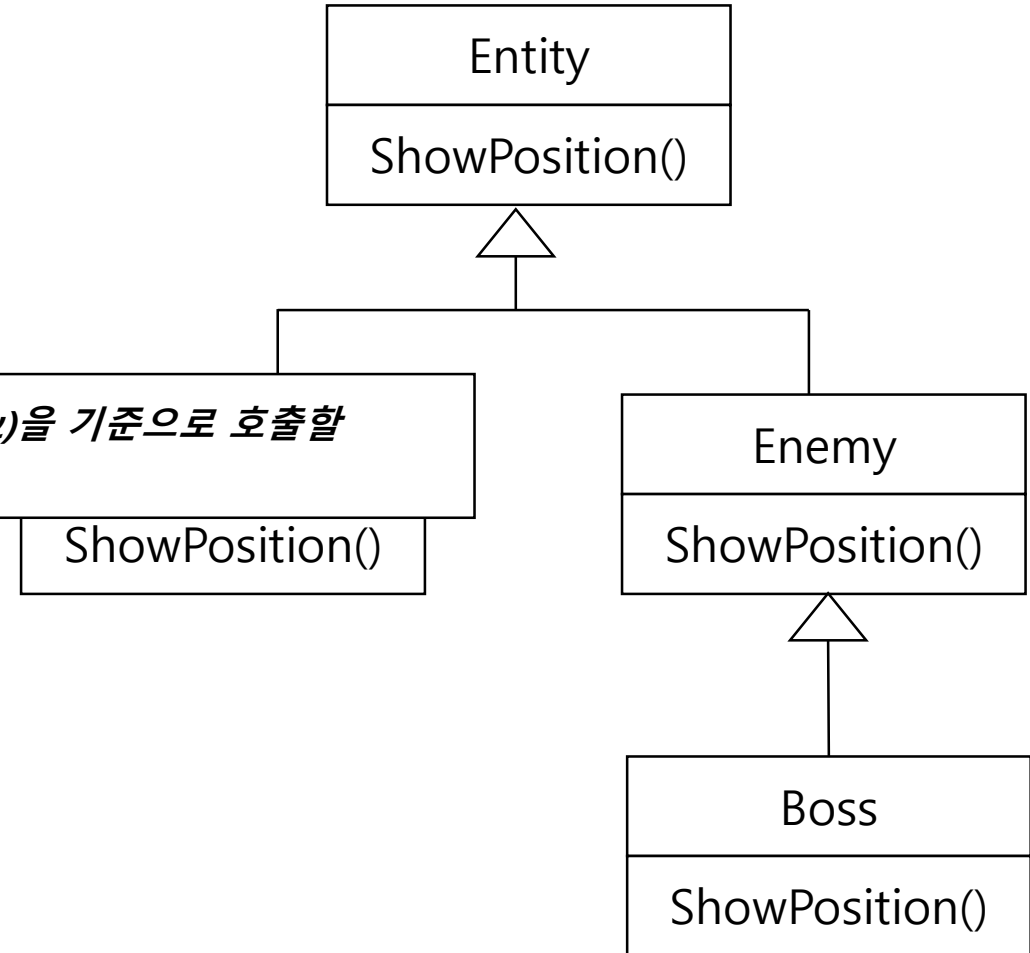 Entity
ShowPosition()
)을 기준으로 호출할
ShowPosition()
Enemy
ShowPosition()
Boss
ShowPosition()